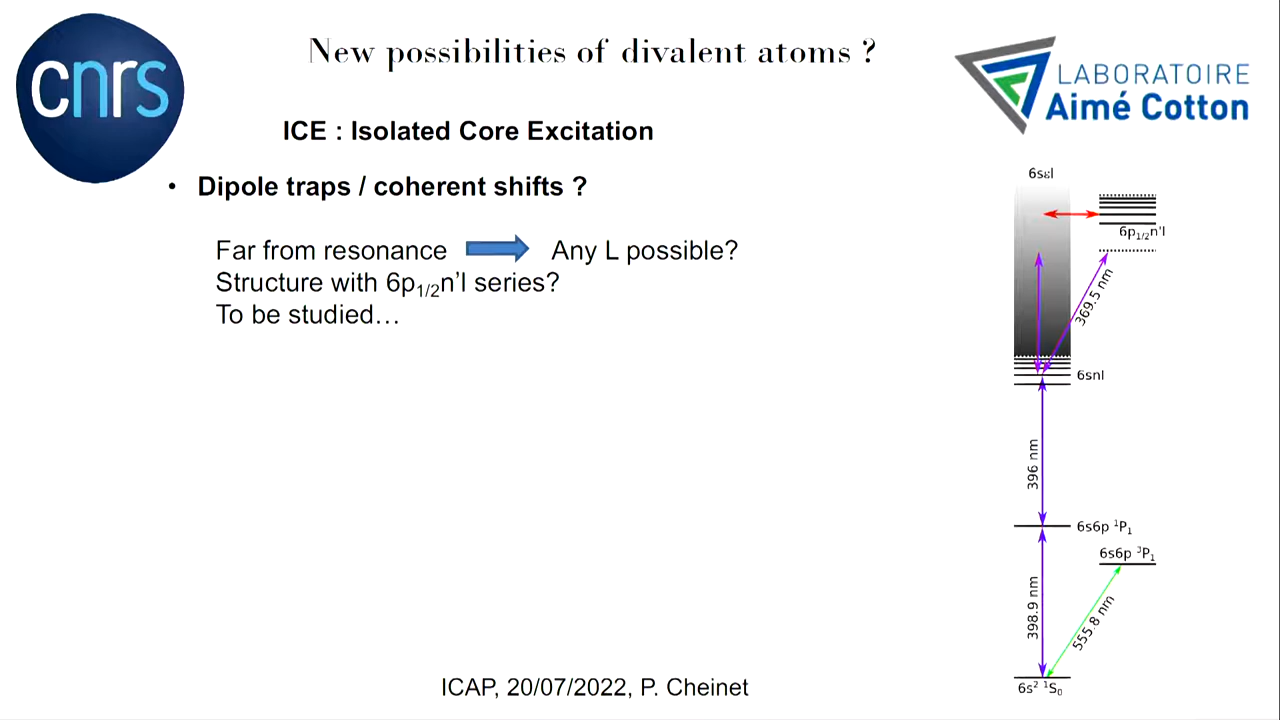 cnrs
New possibilities of divalent atoms ?
LABORATOIRE
Aimé Cotton
ICE : Isolated Core Excitation
• Dipole traps / coherent shifts ?
Far from resonance Any L possible?
Structure with 6p₁/₂n’l series?
To be studied…
6sεl
6p₁/₂n'l
369.5 nm
6snl
396 nm
6s6p ¹P₁
6s6p ³P₁
398.9 nm
555.8 nm
6s² ¹S₀
ICAP, 20/07/2022, P. Cheinet